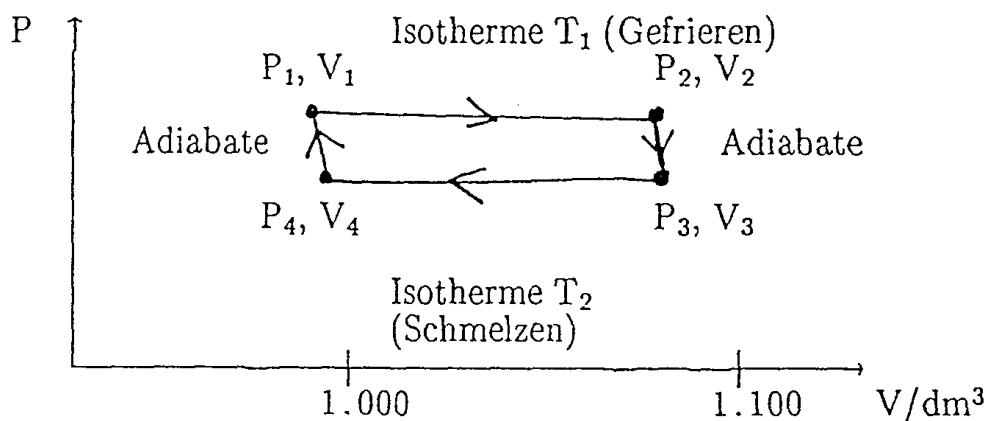 P
Isotherme T₁ (Gefrieren)
P₁, V₁
P₂, V₂
Adiabate
Adiabate
P₄, V₄
P₃, V₃
Isotherme T₂
(Schmelzen)
1.000
1.100
V/dm³